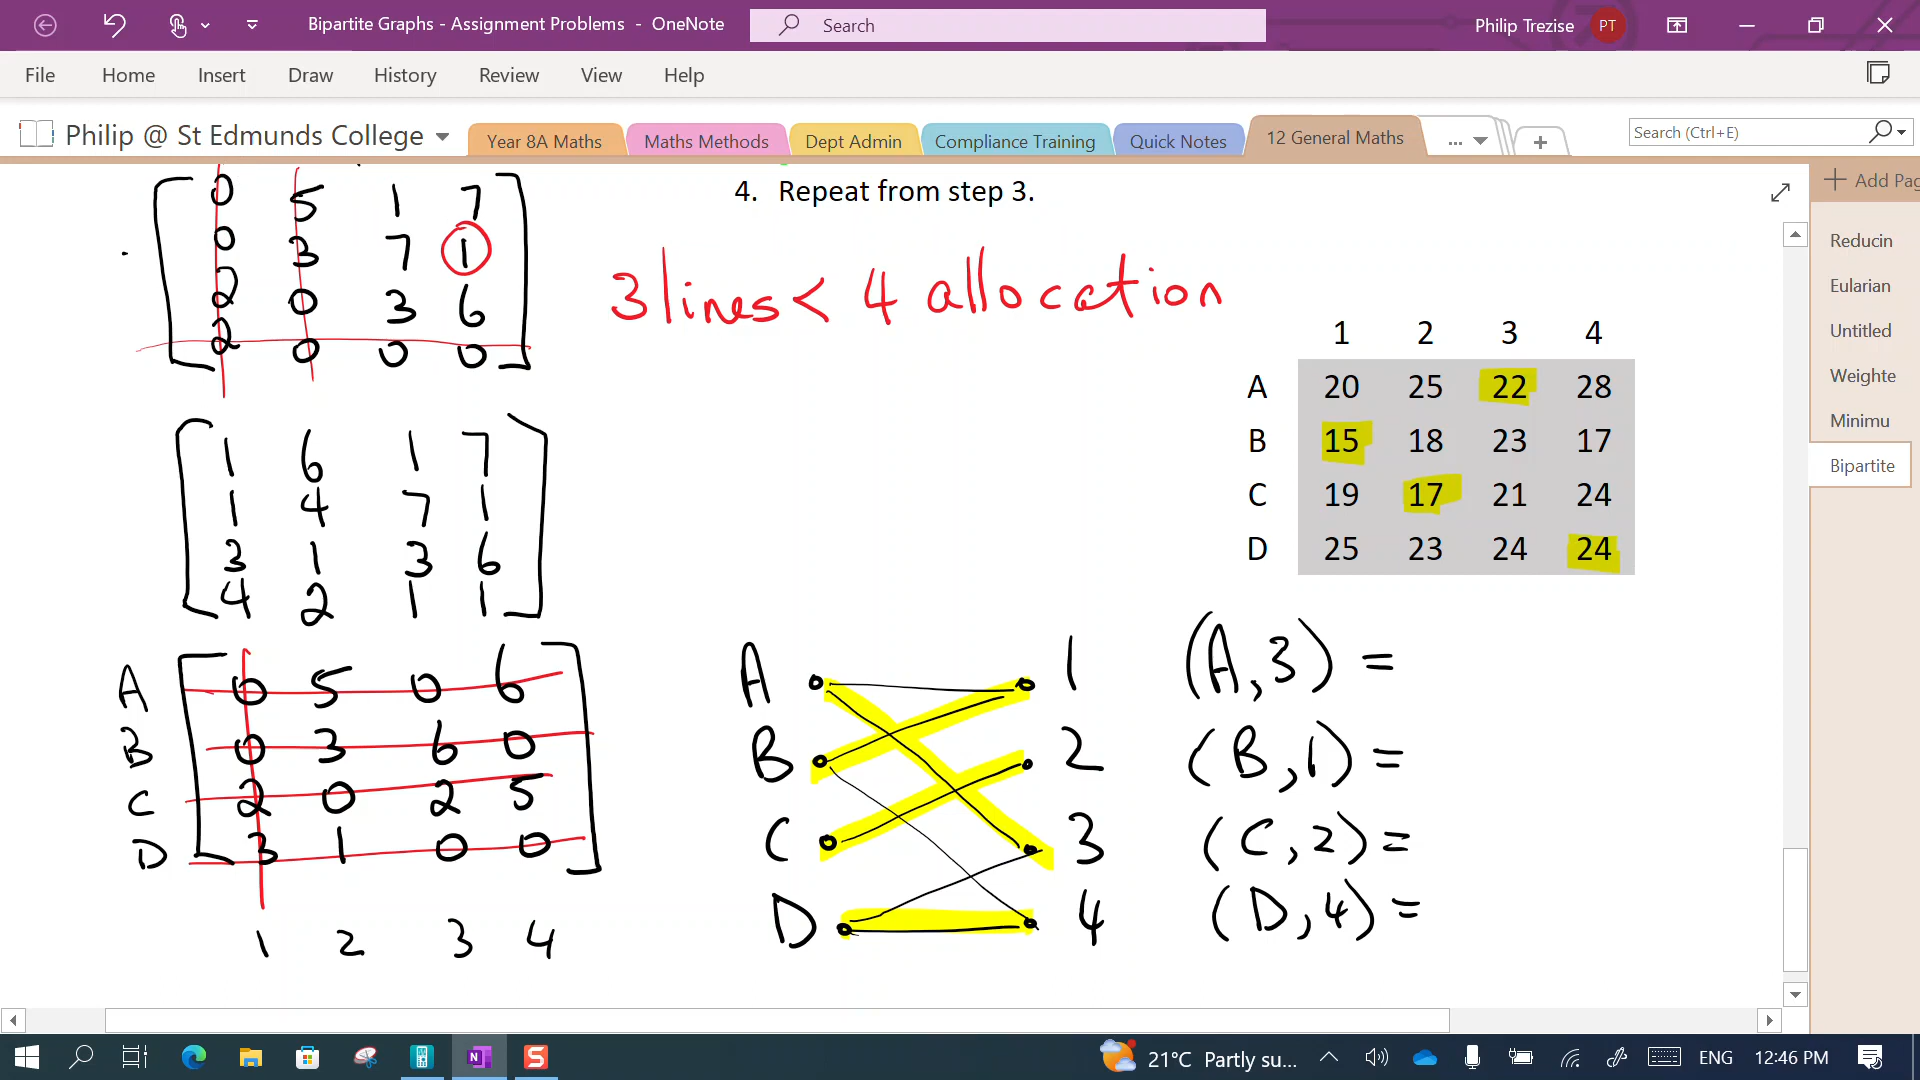 Bipartite Graphs - Assignment Problems - OneNote
Search
Philip Trezise PT
File Home Insert Draw History Review View Help
Philip @ St Edmunds College
Year 8A Maths Maths Methods Dept Admin Compliance Training Quick Notes 12 General Maths ...
Search (Ctrl+E)
Add Pag
Reducin
Eularian
Untitled
Weighte
Minimu
Bipartite
4. Repeat from step 3.
0 5 1 7
0 3 7 1
2 0 3 6
2 0 0 0
3 lines < 4 allocation
1 6 1 7
1 4 7 1
3 1 3 6
4 2 1 1
1 2 3 4
A 20 25 22 28
B 15 18 23 17
C 19 17 21 24
D 25 23 24 24
A 0 5 0 6
B 0 3 6 0
C 2 0 2 5
D 3 1 0 0
1 2 3 4
A 1
B 2
C 3
D 4
(A,3) =
(B,1) =
(C,2) =
(D,4) =
21°C Partly su...
ENG 12:46 PM